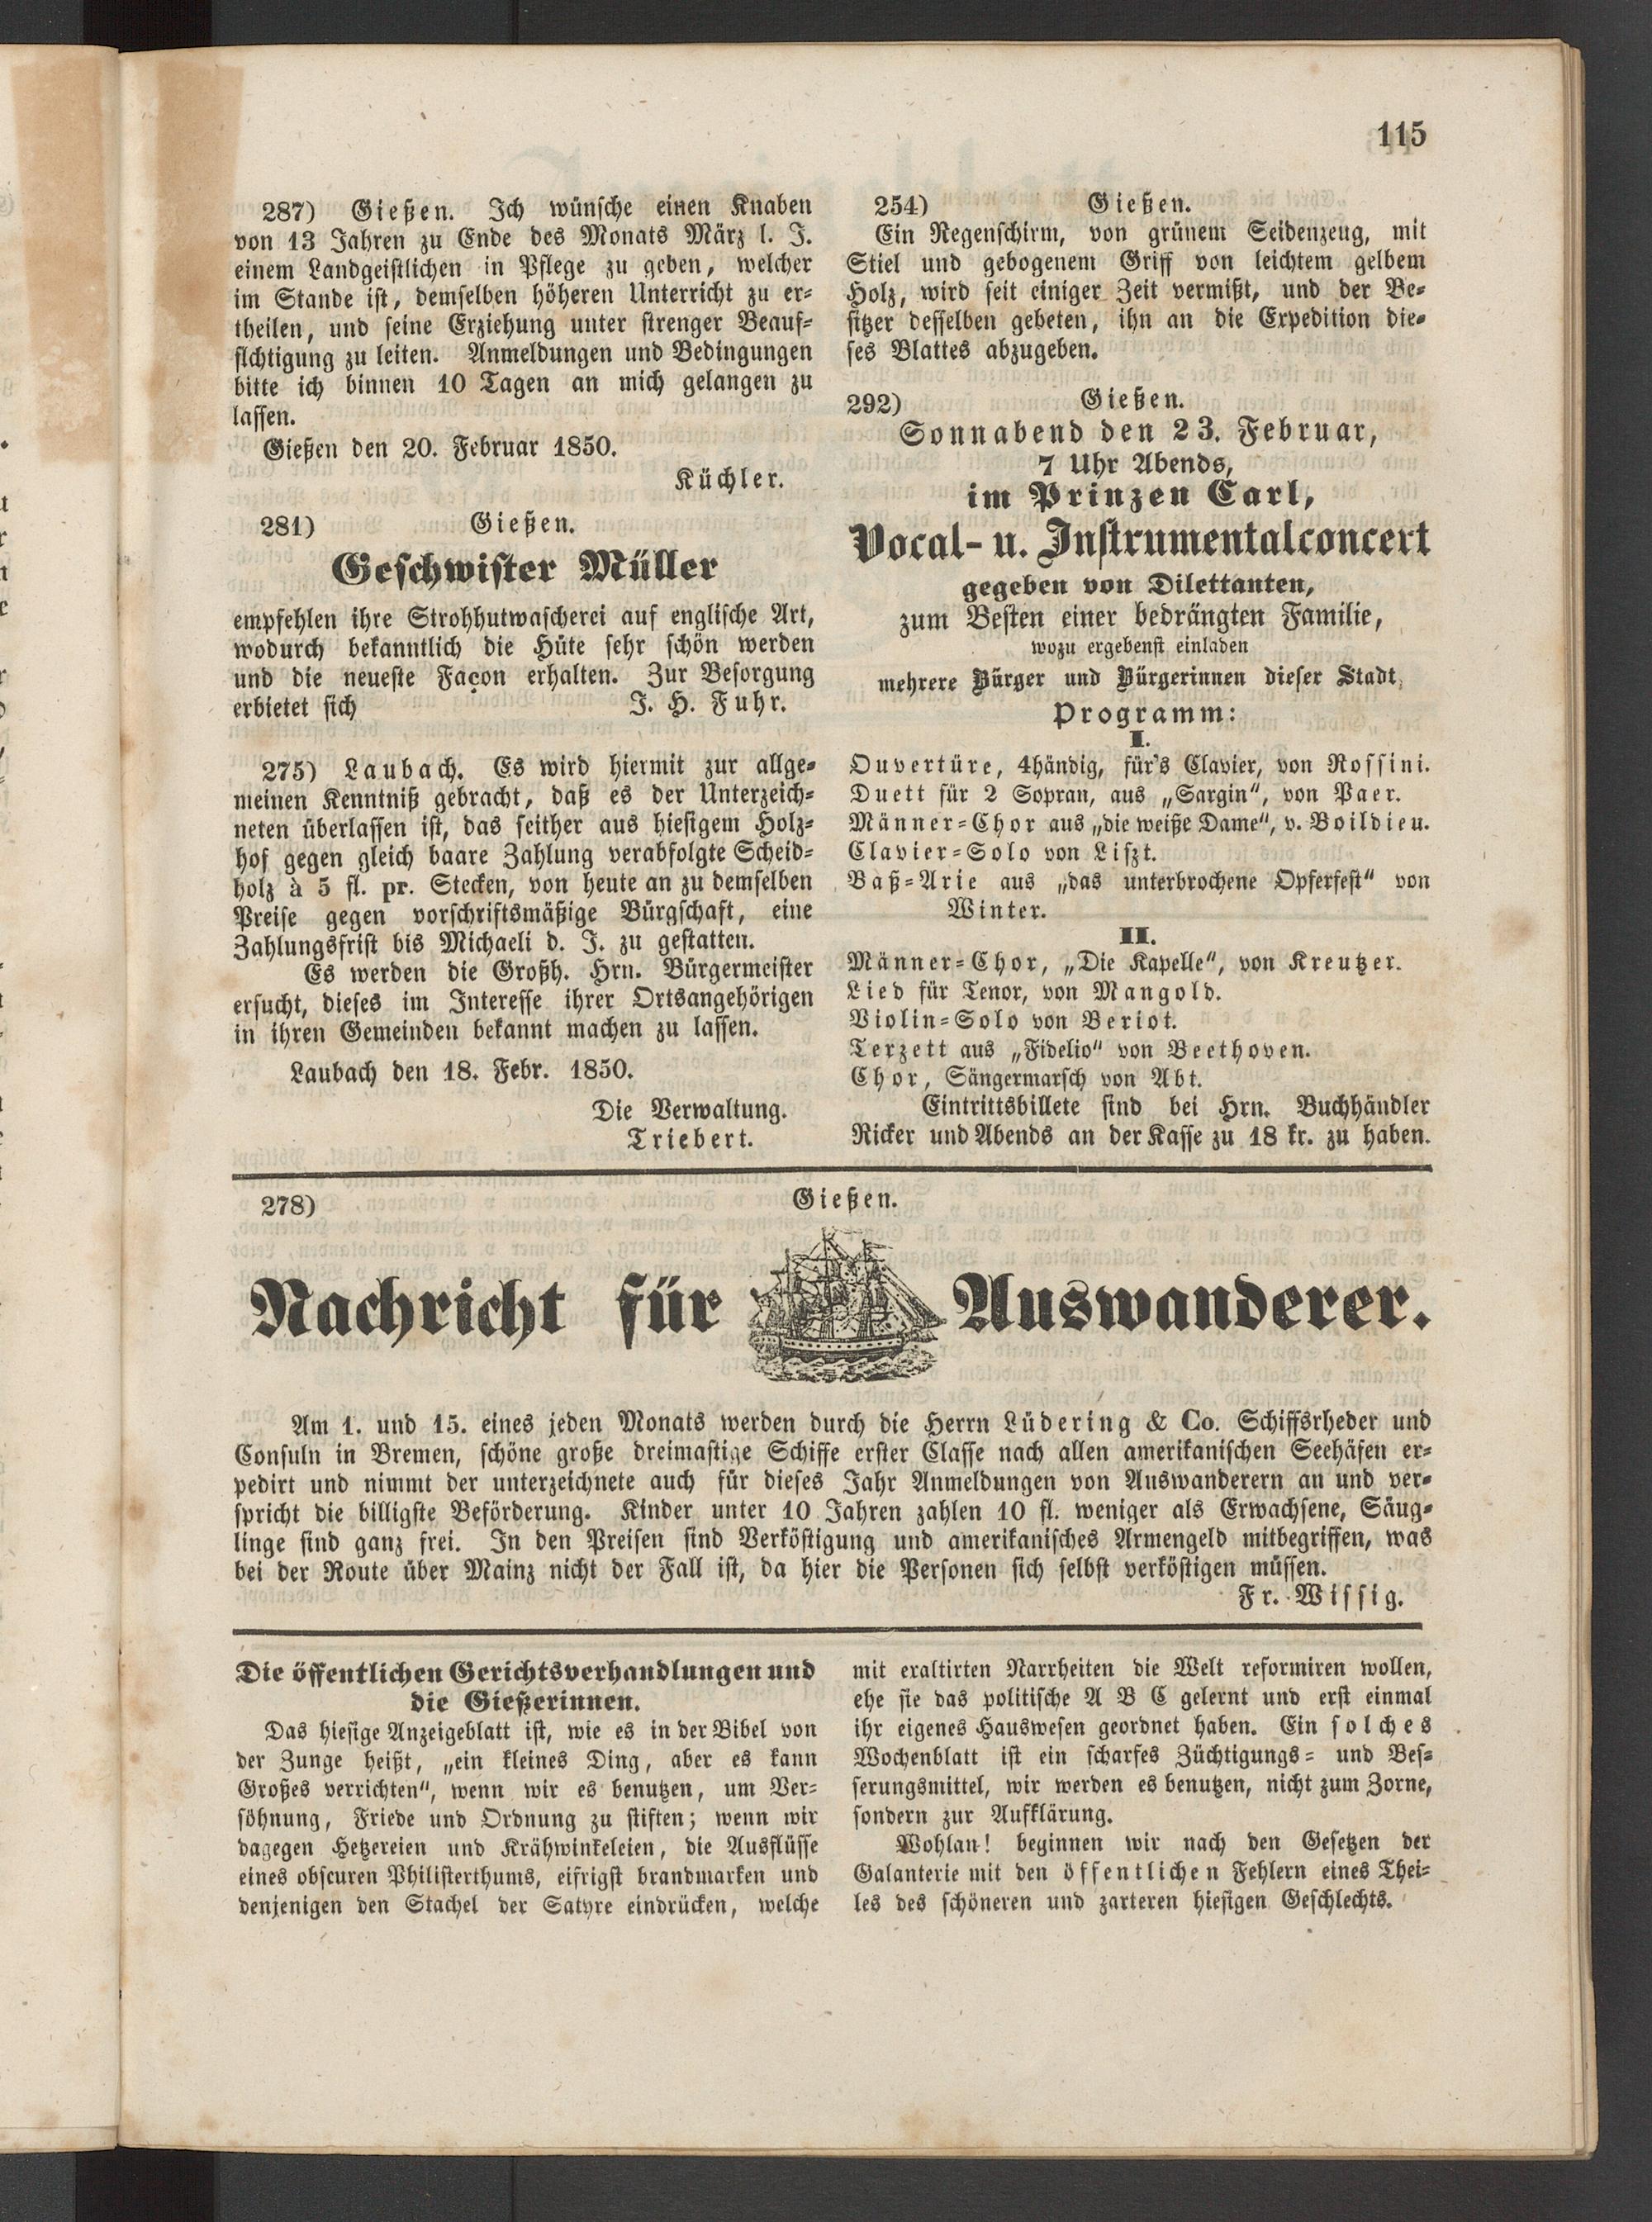 115
287) Gießen. Ich wünsche einen Knaben
von 13 Jahren zu Ende des Monats März l. J.
einem Landgeistlichen in Pflege zu geben, welcher
im Stande ist, demselben höheren Unterricht zu er-
theilen, und seine Erziehung unter strenger Beauf-
sichtigung zu leiten. Anmeldungen und Bedingungen
bitte ich binnen 10 Tagen an mich gelangen zu
lassen.
Gießen den 20. Februar 1850.
Küchler.
281) Gießen.
Geschwister Müller
empfehlen ihre Strohhutwascherei auf englische Art,
wodurch bekanntlich die Hüte sehr schön werden
und die neueste Façon erhalten. Zur Besorgung
erbietet sich J. H. Fuhr.
275) Laubach. Es wird hiermit zur allge-
meinen Kenntniß gebracht, daß es der Unterzeich-
neten überlassen ist, das seither aus hiesigem Holz-
hof gegen gleich baare Zahlung verabfolgte Scheid-
holz à 5 fl. pr. Stecken, von heute an zu demselben
Preise gegen vorschriftsmäßige Bürgschaft, eine
Zahlungsfrist bis Michaeli d. J. zu gestatten.
Es werden die Großh. Hrn. Bürgermeister
ersucht, dieses im Interesse ihrer Ortsangehörigen
in ihren Gemeinden bekannt machen zu lassen.
Laubach den 18. Febr. 1850.
Die Verwaltung.
Triebert.
254) Gießen.
Ein Regenschirm, von grünem Seidenzeug, mit
Stiel und gebogenem Griff von leichtem gelbem
Holz, wird seit einiger Zeit vermißt, und der Be-
sitzer desselben gebeten, ihn an die Expedition die-
ses Blattes abzugeben.
292) Gießen.
Sonnabend den 23. Februar,
7 Uhr Abends,
im Prinzen Carl,
Vocal- u. Instrumentalconcert
gegeben von Dilettanten,
zum Besten einer bedrängten Familie,
wozu ergebenst einladen
mehrere Bürger und Bürgerinnen dieser Stadt,
Programm:
I.
Ouvertüre, 4händig, für's Clavier, von Rossini.
Duett für 2 Sopran, aus „Sargin", von Paer.
Männer-Chor aus „die weiße Dame", v. Boildieu.
Clavier-Solo von Liszt.
Baß-Arie aus „das unterbrochene Opferfest" von
Winter.
II.
Männer-Chor, „Die Kapelle", von Kreutzer.
Lied für Tenor, von Mangold.
Violin-Solo von Beriot.
Terzett aus „Fidelio" von Beethoven.
Chor, Sängermarsch von Abt.
Eintrittsbillete sind bei Hrn. Buchhändler
Ricker und Abends an der Kasse zu 18 kr. zu haben.
278) Gießen.
Nachricht für Auswanderer.
Am 1. und 15. eines jeden Monats werden durch die Herrn Lüdering & Co. Schiffsrheder und
Consuln in Bremen, schöne große dreimastige Schiffe erster Classe nach allen amerikanischen Seehäfen ex-
pedirt und nimmt der unterzeichnete auch für dieses Jahr Anmeldungen von Auswanderern an und ver-
spricht die billigste Beförderung. Kinder unter 10 Jahren zahlen 10 fl. weniger als Erwachsene, Säug-
linge sind ganz frei. In den Preisen sind Verköstigung und amerikanisches Armengeld mitbegriffen, was
bei der Route über Mainz nicht der Fall ist, da hier die Personen sich selbst verköstigen müssen.
Fr. Wissig.
Die öffentlichen Gerichtsverhandlungen und
die Gießerinnen.
Das hiesige Anzeigeblatt ist, wie es in der Bibel von
der Zunge heißt, „ein kleines Ding, aber es kann
Großes verrichten", wenn wir es benutzen, um Ver-
söhnung, Friede und Ordnung zu stiften; wenn wir
dagegen Hetzereien und Krähwinkeleien, die Ausflüsse
eines obscuren Philisterthums, eifrigst brandmarken und
denjenigen den Stachel der Satyre eindrücken, welche
mit exaltirten Narrheiten die Welt reformiren wollen,
ehe sie das politische A B C gelernt und erst einmal
ihr eigenes Hauswesen geordnet haben. Ein solches
Wochenblatt ist ein scharfes Züchtigungs- und Bes-
serungsmittel, wir werden es benutzen, nicht zum Zorne,
sondern zur Aufklärung.
Wohlan! beginnen wir nach den Gesetzen der
Galanterie mit den öffentlichen Fehlern eines Thei-
les des schöneren und zarteren hiesigen Geschlechts.